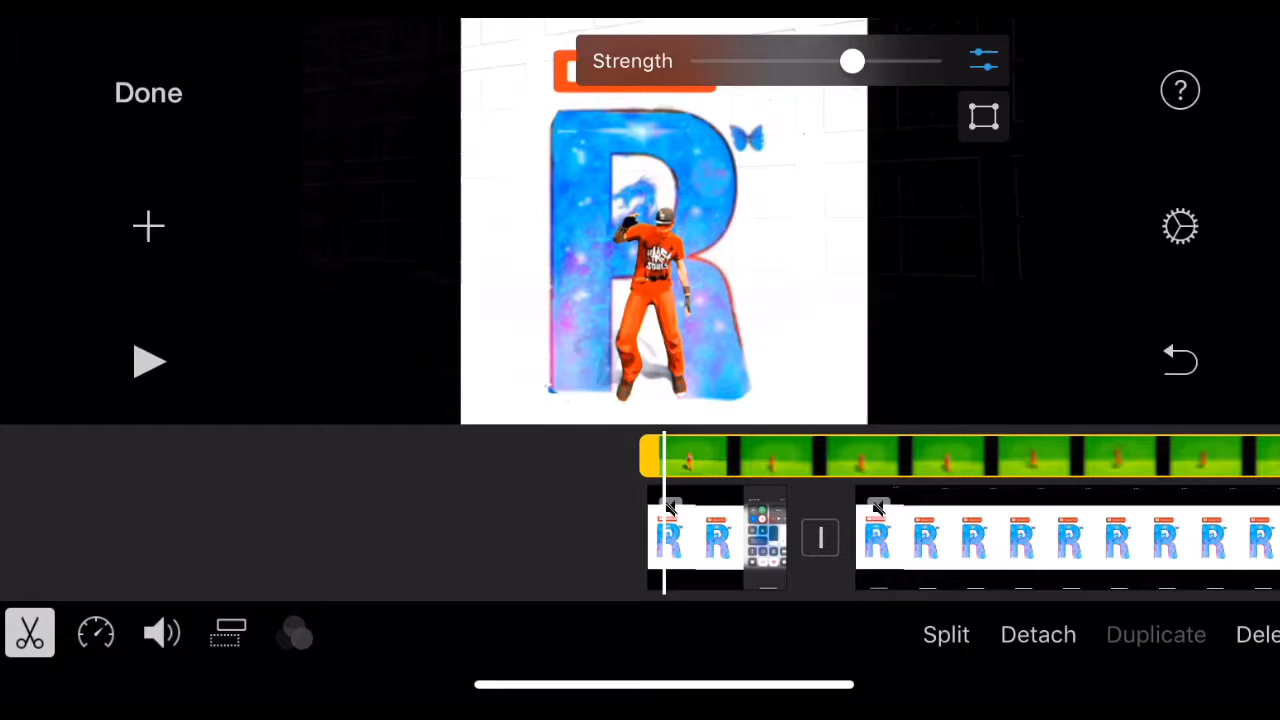 Strength
Done
?
R
Split Detach Duplicate Dele